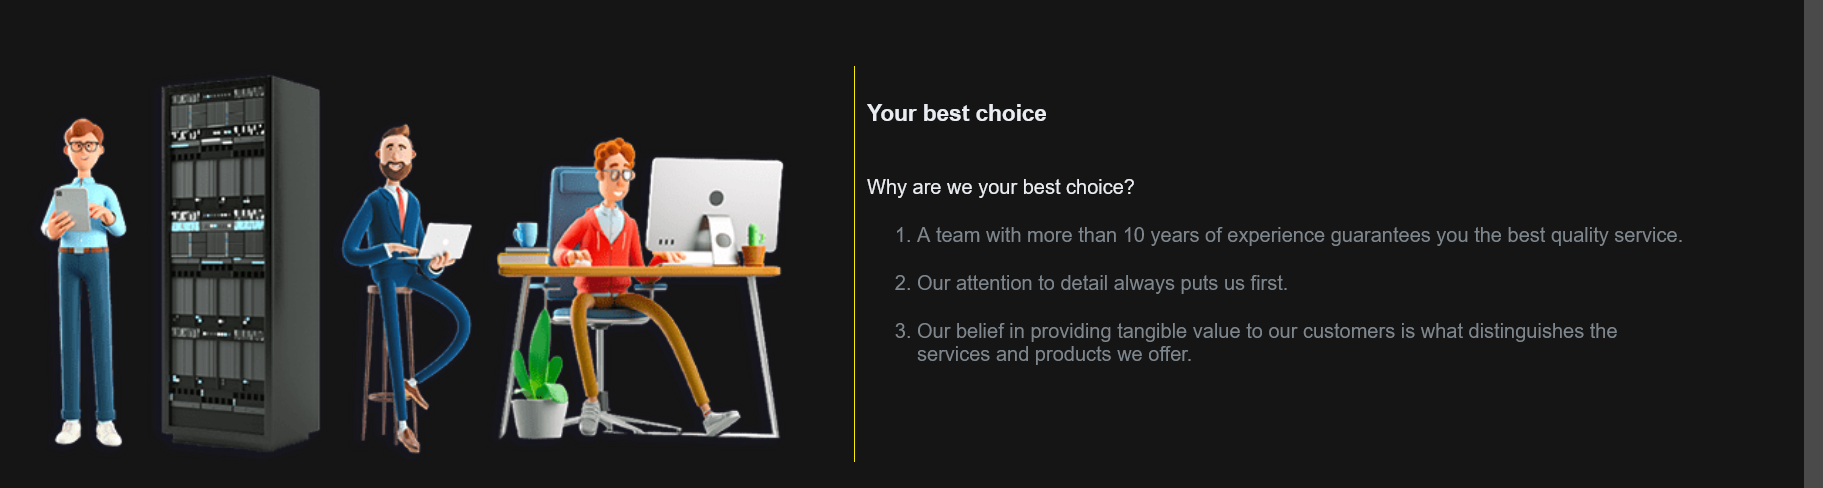 Your best choice
Why are we your best choice?
1. A team with more than 10 years of experience guarantees you the best quality service.
2. Our attention to detail always puts us first.
3. Our belief in providing tangible value to our customers is what distinguishes the
services and products we offer.